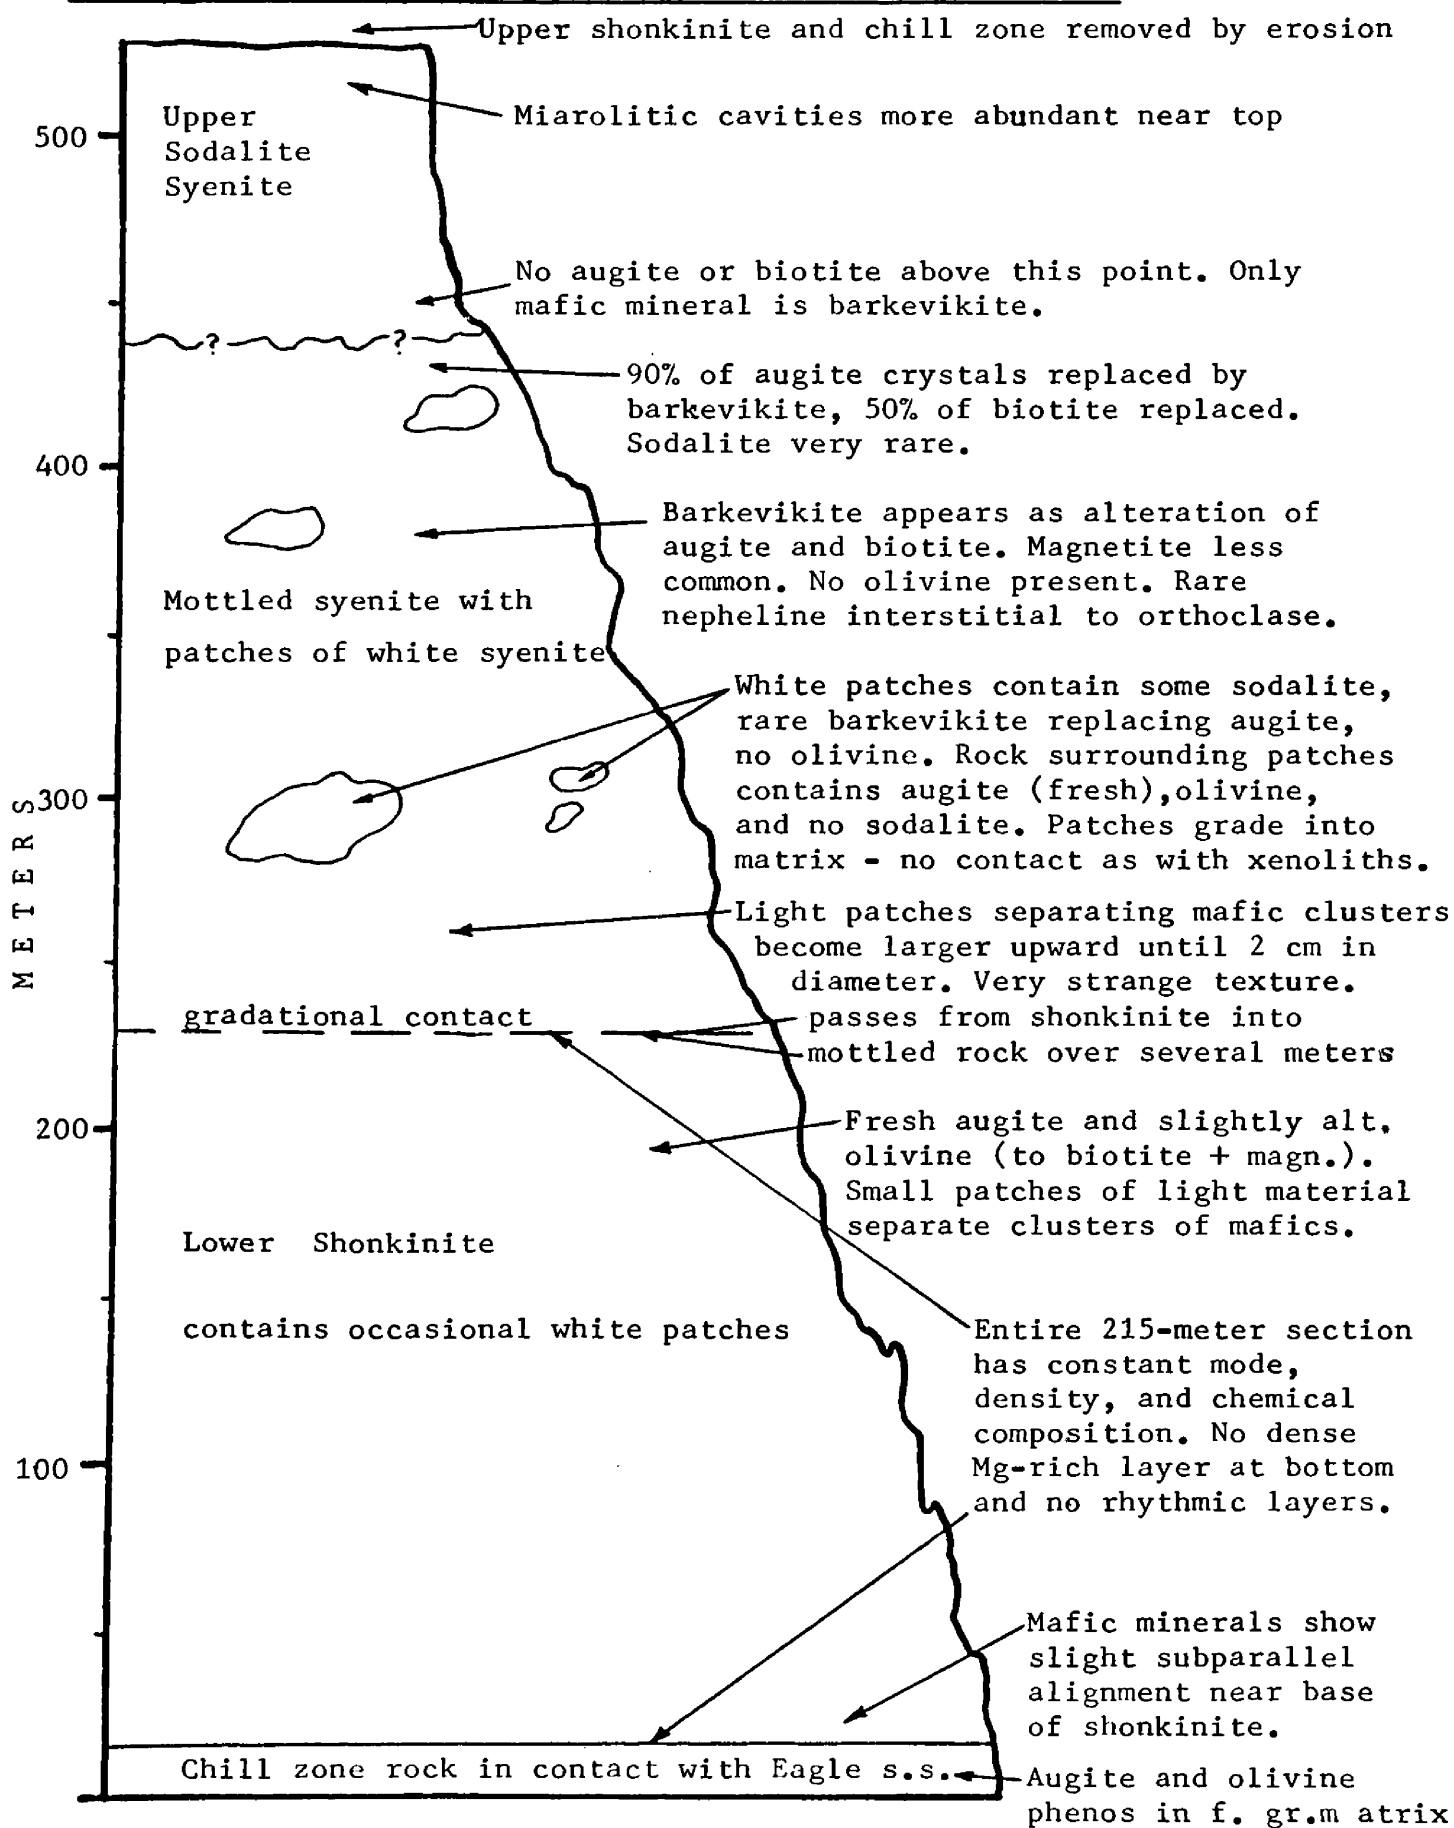 Upper shonkinite and chill zone removed by erosion
Upper
Sodalite
Syenite
Miarolitic cavities more abundant near top
500
No augite or biotite above this point. Only
mafic mineral is barkevikite.
? ?
90% of augite crystals replaced by
barkevikite, 50% of biotite replaced.
Sodalite very rare.
400
Barkevikite appears as alteration of
augite and biotite. Magnetite less
common. No olivine present. Rare
nepheline interstitial to orthoclase.
Mottled syenite with
patches of white syenite
White patches contain some sodalite,
rare barkevikite replacing augite,
no olivine. Rock surrounding patches
contains augite (fresh),olivine,
and no sodalite. Patches grade into
matrix - no contact as with xenoliths.
300
METERS
Light patches separating mafic clusters
become larger upward until 2 cm in
diameter. Very strange texture.
gradational contact
passes from shonkinite into
mottled rock over several meters
200
Fresh augite and slightly alt.
olivine (to biotite + magn.).
Small patches of light material
separate clusters of mafics.
Lower Shonkinite
contains occasional white patches
Entire 215-meter section
has constant mode,
density, and chemical
composition. No dense
Mg-rich layer at bottom
and no rhythmic layers.
100
Mafic minerals show
slight subparallel
alignment near base
of shonkinite.
Chill zone rock in contact with Eagle s.s.
Augite and olivine
phenos in f. gr.m atrix